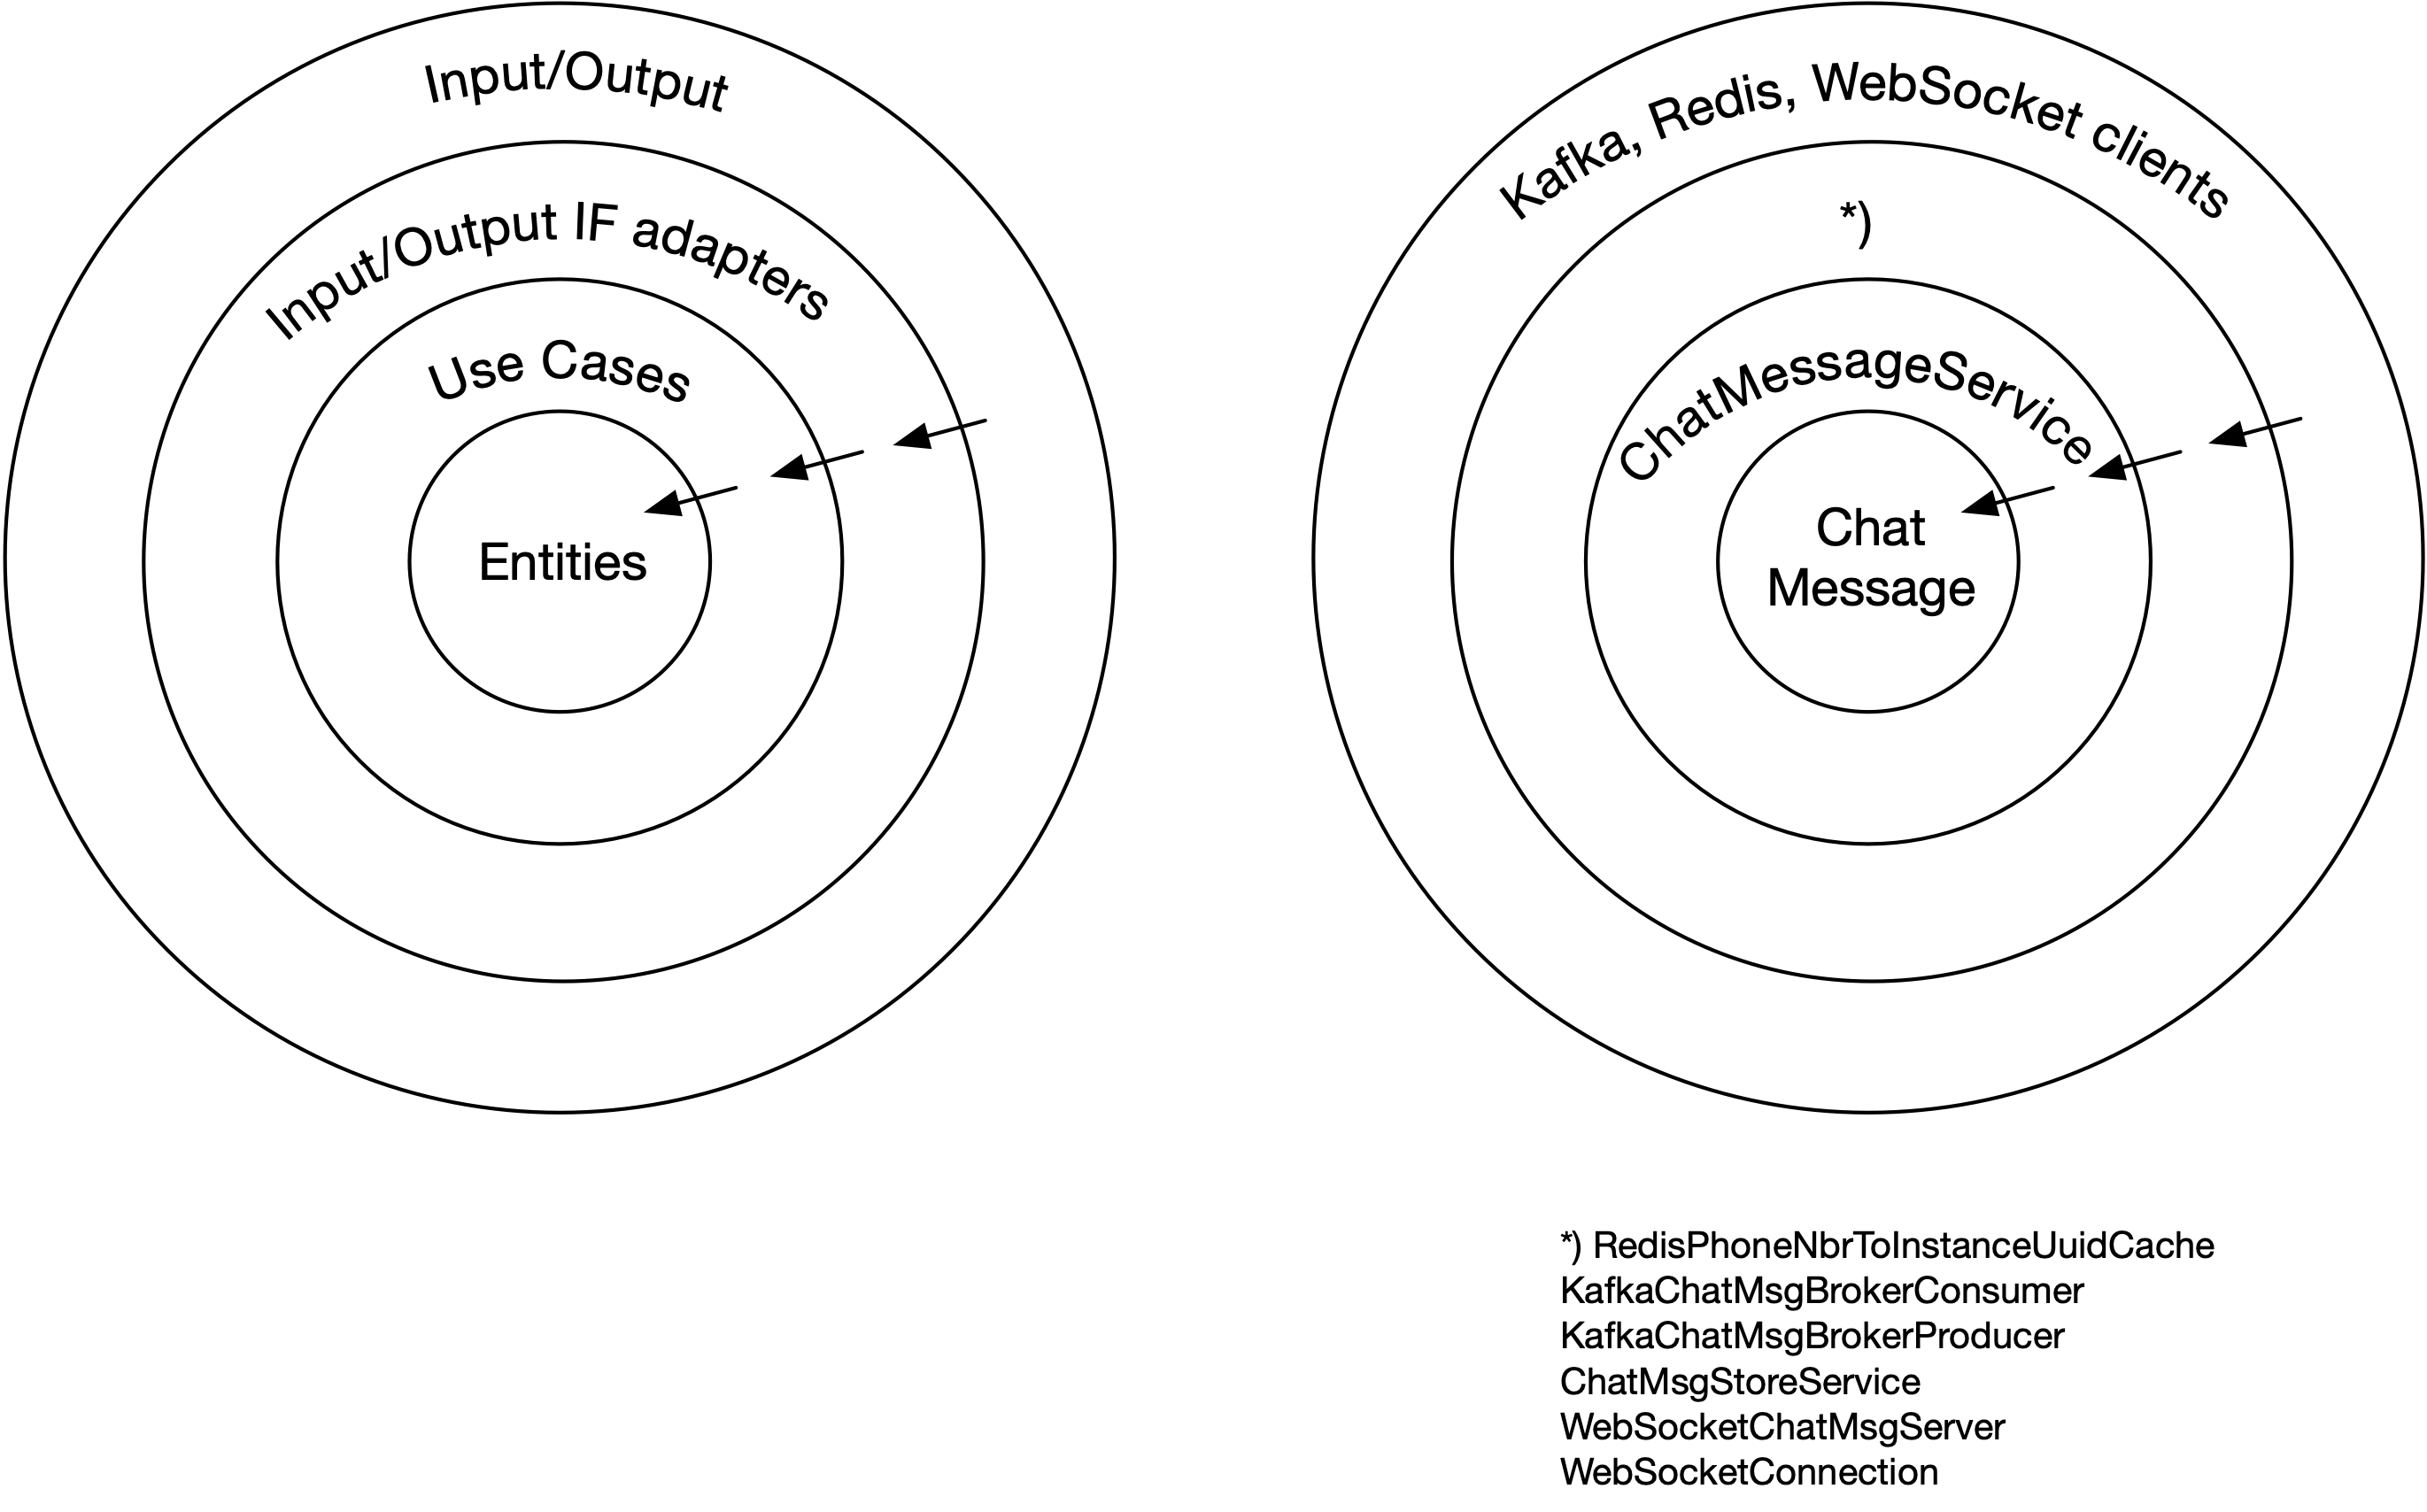 Input/Output
Input/Output IF adapters
Use Cases
Entities
Kafka, Redis, WebSocket clients
*)
ChatMessageService
Chat
Message
*) RedisPhoneNbrToInstanceUuidCache
KafkaChatMsgBrokerConsumer
KafkaChatMsgBrokerProducer
ChatMsgStoreService
WebSocketChatMsgServer
WebSocketConnection